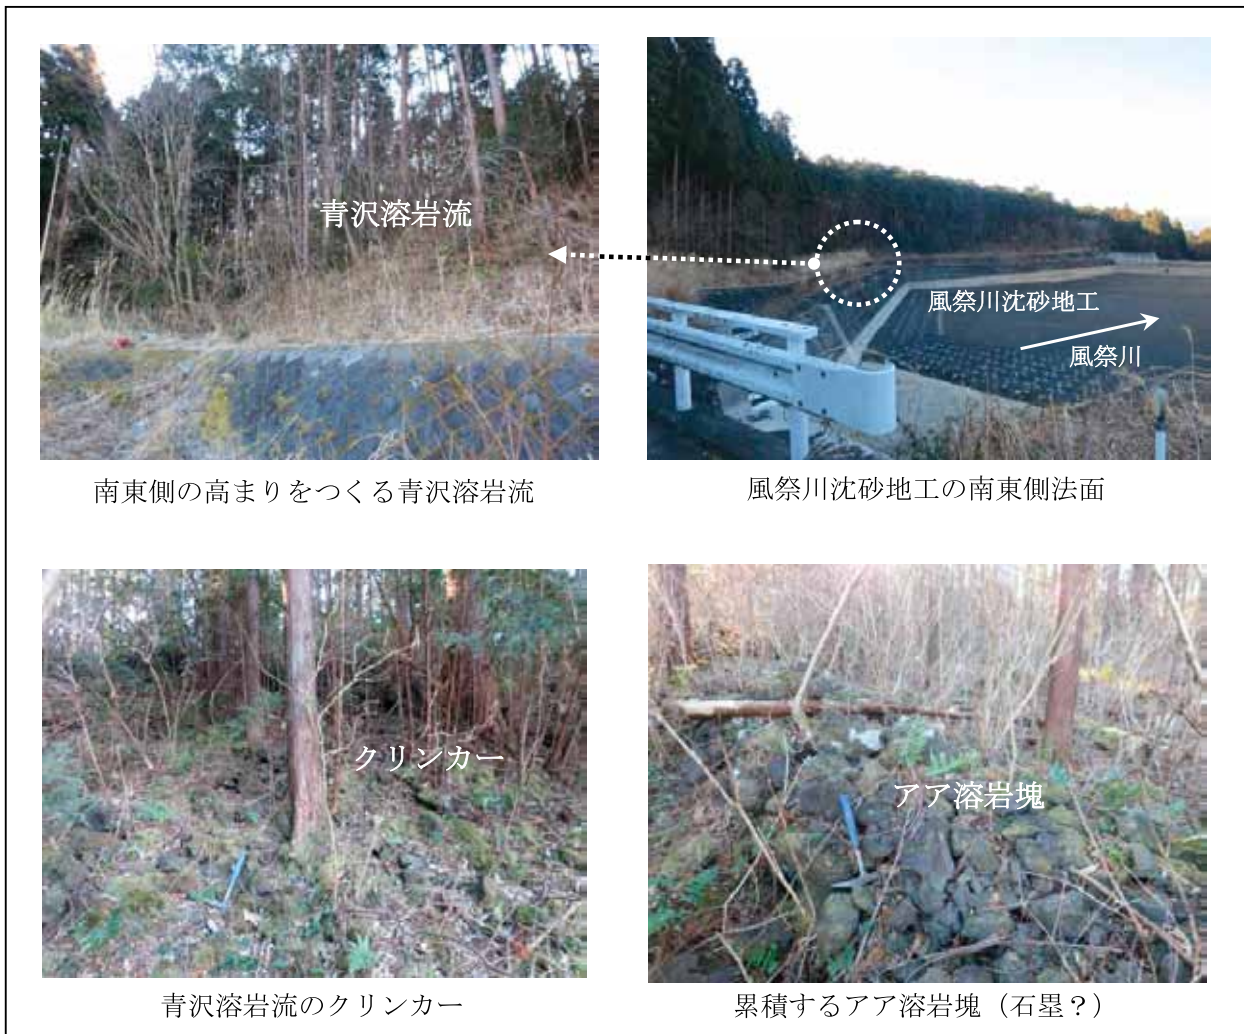 青沢溶岩流
風祭川沈砂地工
風祭川
南東側の高まりをつくる青沢溶岩流
風祭川沈砂地工の南東側法面
クリンカー
アア溶岩塊
青沢溶岩流のクリンカー
累積するアア溶岩塊（石塁？）